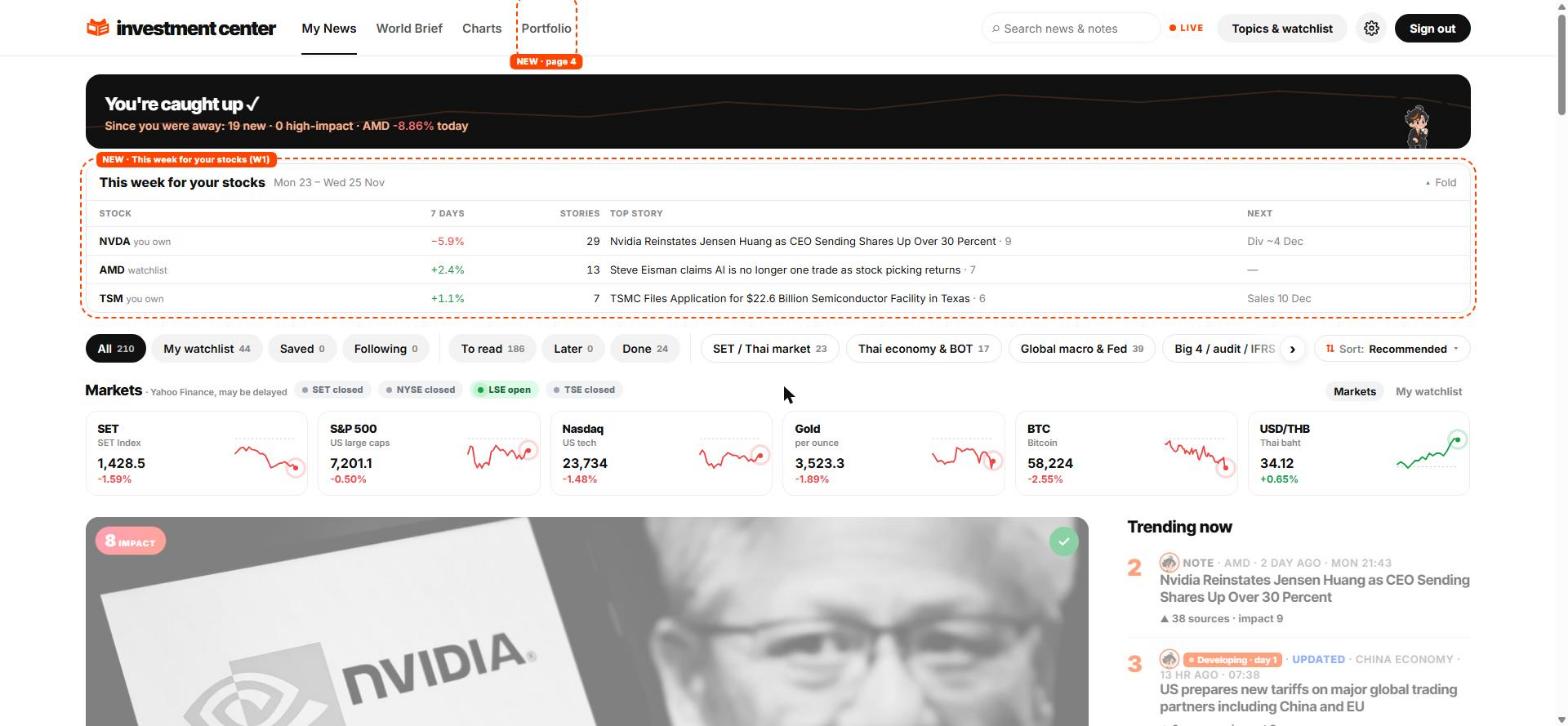 investment center
My News
World Brief
Charts
Portfolio
NEW · page 4
Search news & notes
LIVE
Topics & watchlist
Sign out
You're caught up ✓
Since you were away: 19 new · 0 high-impact · AMD -8.86% today
NEW · This week for your stocks (W1)
This week for your stocks Mon 23 – Wed 25 Nov
Fold
STOCK 7 DAYS STORIES TOP STORY NEXT
NVDA you own −5.9% 29 Nvidia Reinstates Jensen Huang as CEO Sending Shares Up Over 30 Percent · 9 Div ~4 Dec
AMD watchlist +2.4% 13 Steve Eisman claims AI is no longer one trade as stock picking returns · 7 —
TSM you own +1.1% 7 TSMC Files Application for $22.6 Billion Semiconductor Facility in Texas · 6 Sales 10 Dec
All 210
My watchlist 44
Saved 0
Following 0
To read 186
Later 0
Done 24
SET / Thai market 23
Thai economy & BOT 17
Global macro & Fed 39
Big 4 / audit / IFRS
Sort: Recommended
Markets · Yahoo Finance, may be delayed
SET closed
NYSE closed
LSE open
TSE closed
Markets
My watchlist
SET
SET Index
1,428.5
-1.59%
S&P 500
US large caps
7,201.1
-0.50%
Nasdaq
US tech
23,734
-1.48%
Gold
per ounce
3,523.3
-1.89%
BTC
Bitcoin
58,224
-2.55%
USD/THB
Thai baht
34.12
+0.65%
8 IMPACT
NVIDIA
Trending now
2
NOTE · AMD · 2 DAY AGO · MON 21:43
Nvidia Reinstates Jensen Huang as CEO Sending
Shares Up Over 30 Percent
▲ 38 sources · impact 9
3
Developing · day 1 · UPDATED · CHINA ECONOMY ·
13 HR AGO · 07:38
US prepares new tariffs on major global trading
partners including China and EU